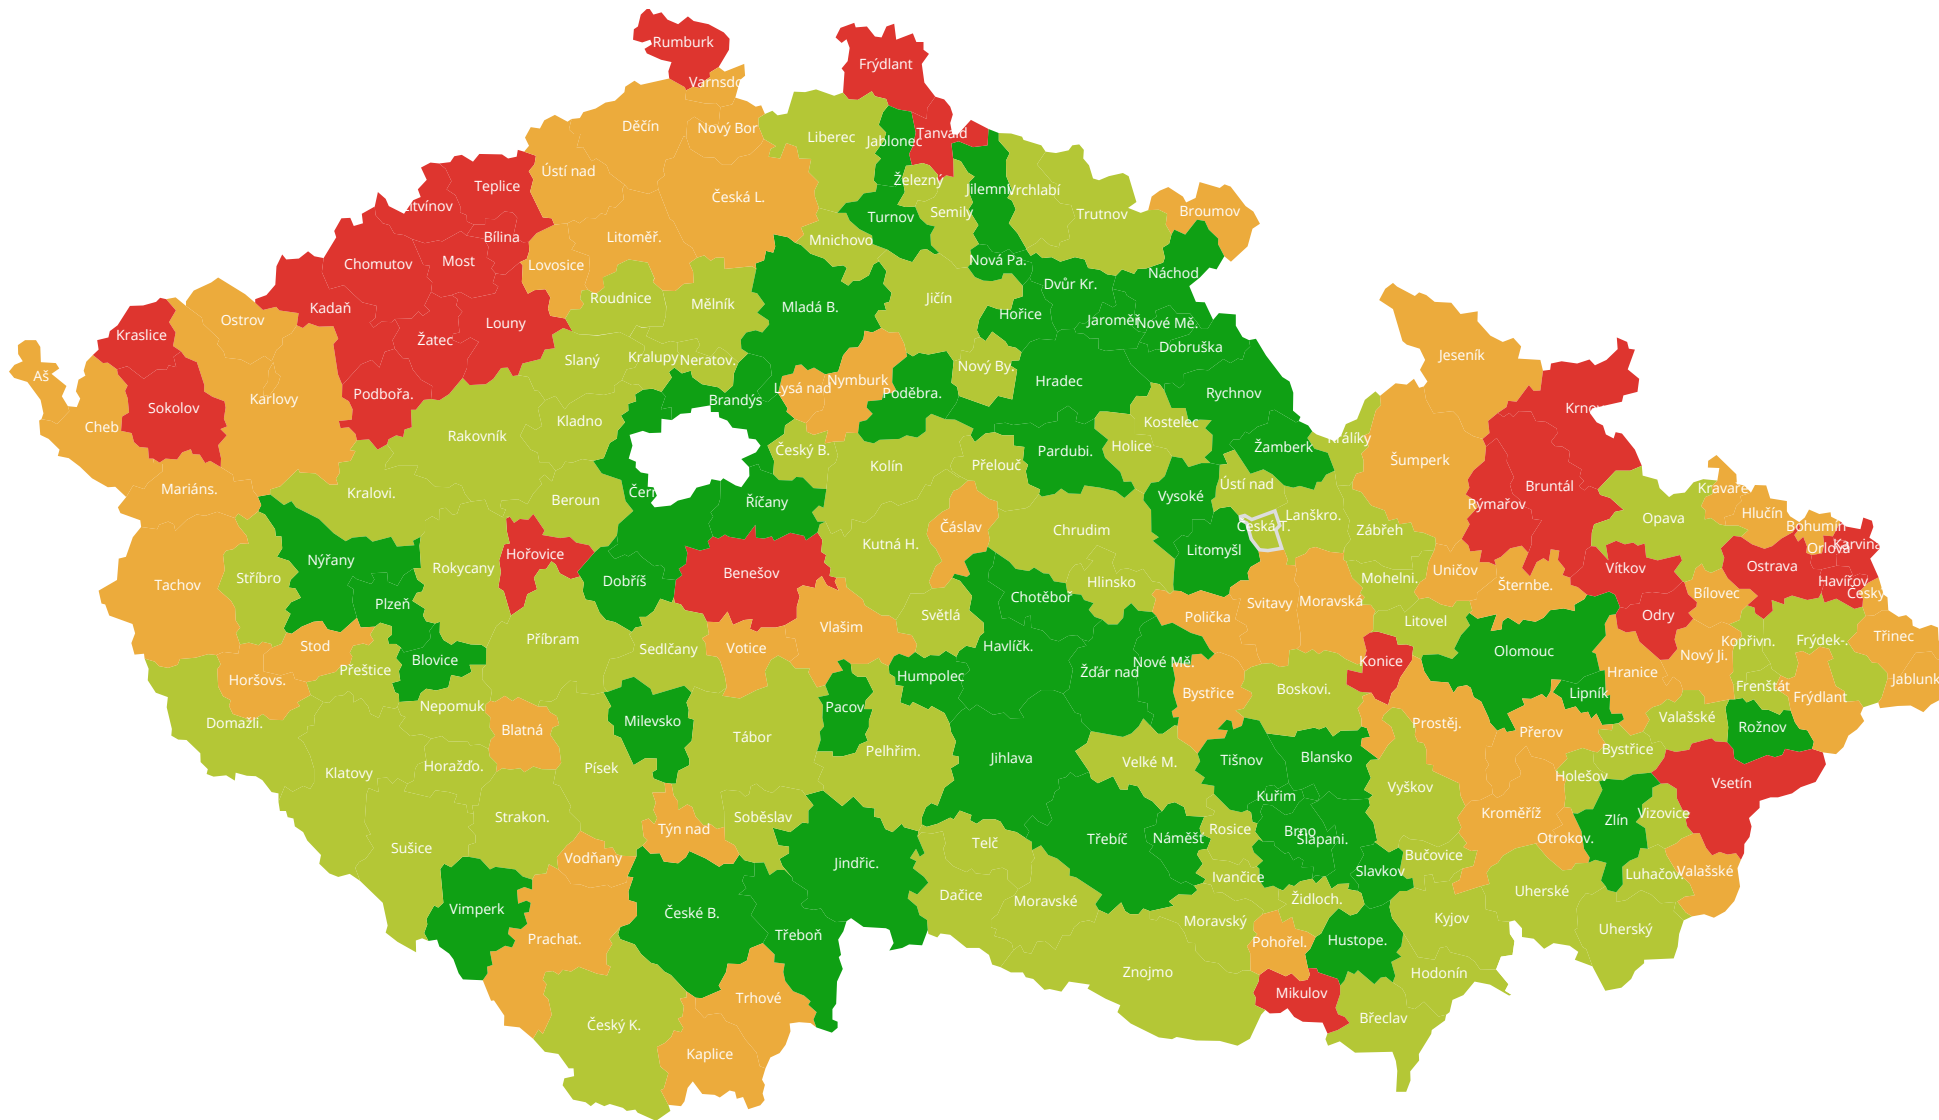 Rumburk
Frýdlant
Varnsdo
Děčín
Nový Bor
Liberec
Jablonec
Tanvald
Ústí nad
Teplice
Železný
Jilemni
Vrchlabí
Česká L.
Litvínov
Semily
Broumov
Trutnov
Turnov
Bílina
Litoměř.
Mnichovo
Most
Chomutov
Lovosice
Nová Pa.
Náchod
Dvůr Kr.
Roudnice
Mělník
Jičín
Mladá B.
Kadaň
Hořice
Ostrov
Jaroměř
Nové Mě.
Louny
Kraslice
Žatec
Dobruška
Jeseník
Slaný
Kralupy
Neratov.
Nový By.
Aš
Nymburk
Hradec
Lysá nad
Poděbra.
Rychnov
Podbořa.
Karlovy
Brandýs
Sokolov
Krnov
Kladno
Kostelec
Cheb
Rakovník
Králíky
Holice
Žamberk
Český B.
Pardubi.
Šumperk
Kolín
Přelouč
Ústí nad
Bruntál
Mariáns.
Kralovi.
Kravaře
Černo
Vysoké
Beroun
Říčany
Rýmařov
Hlučín
Lanškro.
Opava
Čáslav
Česká T.
Bohumín
Chrudim
Zábřeh
Kutná H.
Karviná
Orlová
Litomyšl
Hořovice
Nýřany
Ostrava
Rokycany
Vítkov
Uničov
Benešov
Stříbro
Mohelni.
Dobříš
Hlinsko
Havířov
Tachov
Šternbe.
Český
Bílovec
Chotěboř
Moravská
Svitavy
Plzeň
Světlá
Odry
Polička
Litovel
Vlašim
Třinec
Příbram
Frýdek-.
Kopřivn.
Stod
Havlíčk.
Votice
Sedlčany
Olomouc
Nový Ji.
Blovice
Konice
Nové Mě.
Přeštice
Žďár nad
Hranice
Humpolec
Horšovs.
Jablunk
Frenštát
Boskovi.
Bystřice
Lipník
Frýdlant
Nepomuk
Pacov
Valašské
Milevsko
Domažli.
Prostěj.
Rožnov
Blatná
Přerov
Tábor
Bystřice
Pelhřim.
Blansko
Jihlava
Tišnov
Velké M.
Horažďo.
Písek
Klatovy
Holešov
Vsetín
Vyškov
Kuřim
Kroměříž
Vizovice
Strakon.
Soběslav
Zlín
Týn nad
Rosice
Brno
Šlapani.
Třebíč
Náměšť
Otrokov.
Telč
Sušice
Bučovice
Vodňany
Jindřic.
Slavkov
Valašské
Luhačov.
Ivančice
Uherské
Dačice
Židloch.
Moravské
Vimperk
České B.
Kyjov
Moravský
Uherský
Třeboň
Prachat.
Hustope.
Pohořel.
Znojmo
Hodonín
Mikulov
Trhové
Břeclav
Český K.
Kaplice